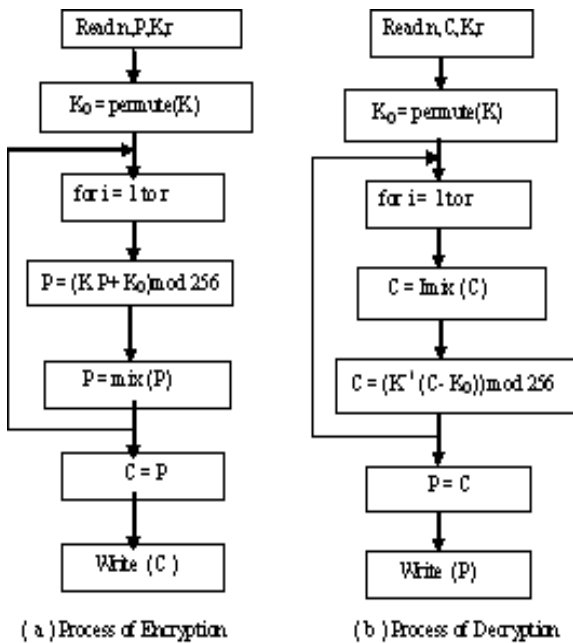 Read n, P,K,r
K₀ = permute(K)
for i = 1 to r
P = (K P+ K₀) mod 256
P = mix (P)
C = P
Write (C )
( a ) Process of Encryption
Read n, C, K,r
K₀ = permute(K)
for i = 1 to r
C = Imix (C)
C = (K⁻¹ (C - K₀)) mod 256
P = C
Write (P)
( b ) Process of Decryption